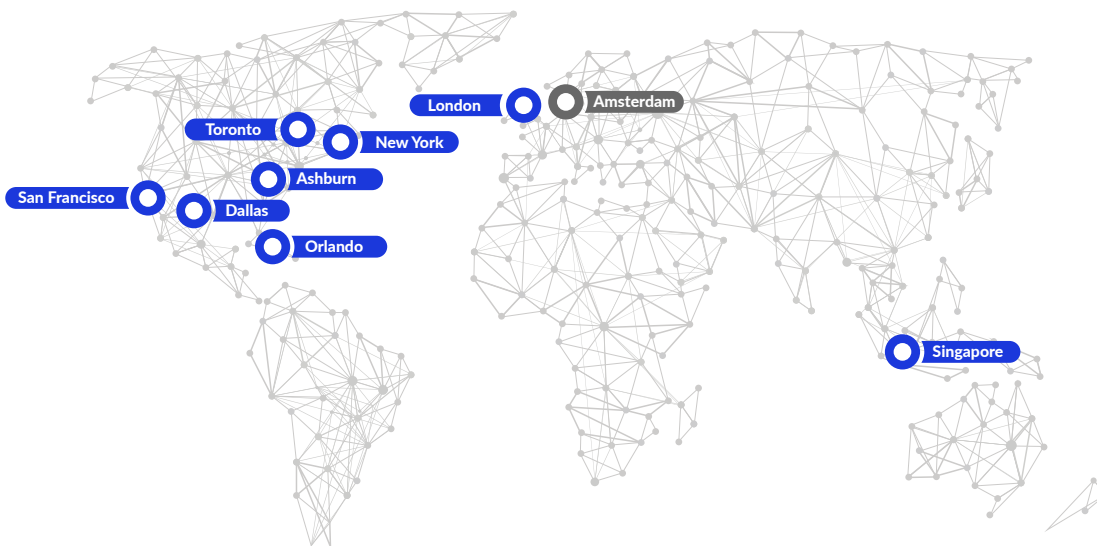 London
Amsterdam
Toronto
New York
Ashburn
San Francisco
Dallas
Orlando
Singapore